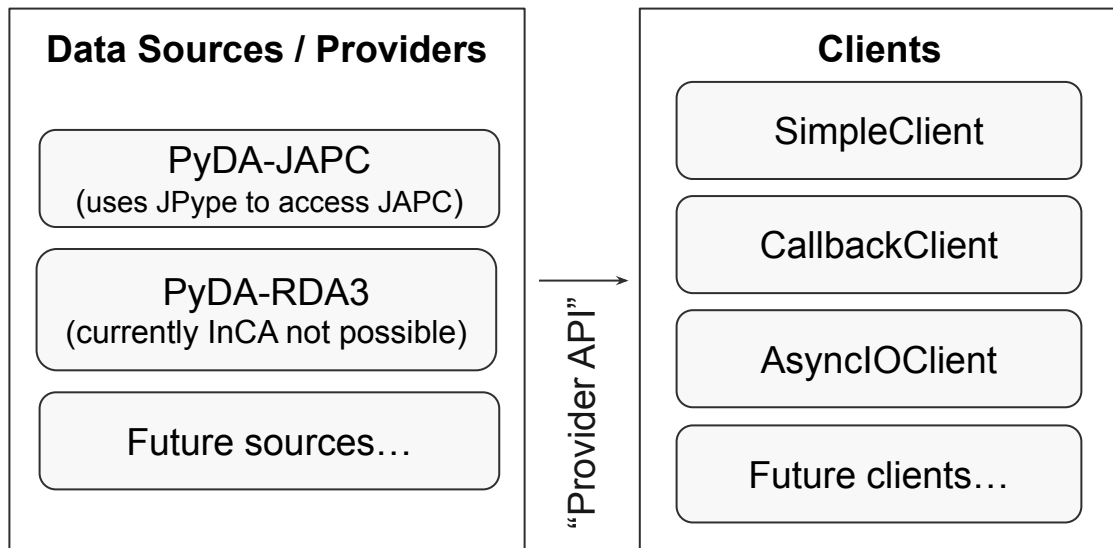 Data Sources / Providers
PyDA-JAPC
(uses JPype to access JAPC)
PyDA-RDA3
(currently InCA not possible)
Future sources…
“Provider API”
Clients
SimpleClient
CallbackClient
AsyncIOClient
Future clients…